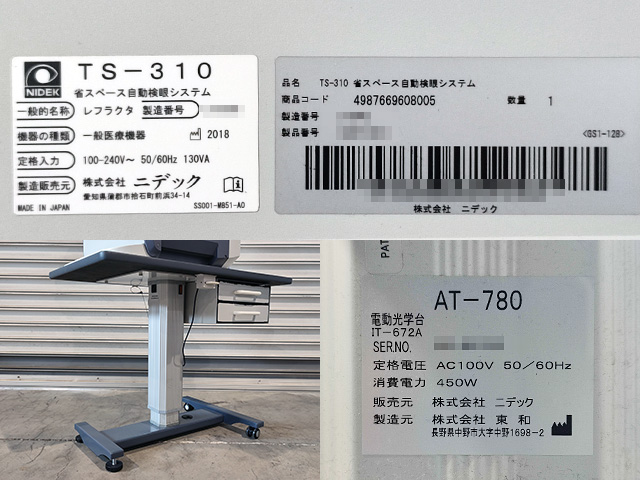 NIDEK
TS-310
省スペース自動検眼システム
一般的名称 レフラクタ 製造番号
機器の種類 一般医療機器 2018
定格入力 100-240V～ 50/60Hz 130VA
製造販売元 株式会社 ニデック
愛知県蒲郡市拾石町前浜34-14
MADE IN JAPAN SS001-M851-A0
品名 TS-310 省スペース自動検眼システム
商品コード 4987669608005 数量 1
製造番号
製品番号
<GS1-128>
株式会社 ニデック
PAT
AT-780
電動光学台
IT-672A
SER.NO.
定格電圧 AC100V 50/60Hz
消費電力 450W
販売元 株式会社 ニデック
製造元 株式会社 東和
長野県中野市大字中野1698-2